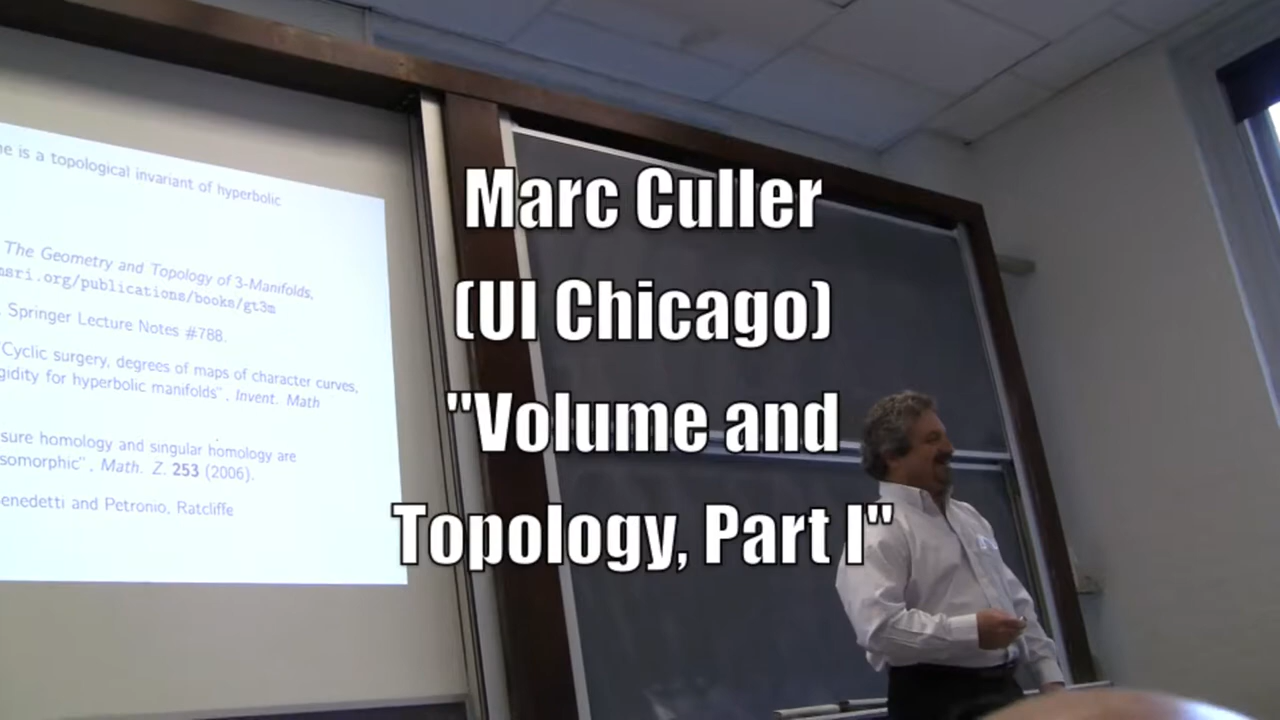 e is a topological invariant of hyperbolic
The Geometry and Topology of 3-Manifolds,
msri.org/publications/books/gt3m
, Springer Lecture Notes #788.
"Cyclic surgery, degrees of maps of character curves,
gidity for hyperbolic manifolds", Invent. Math
sure homology and singular homology are
somorphic", Math. Z. 253 (2006).
enedetti and Petronio, Ratcliffe
Marc Culler
(UI Chicago)
"Volume and
Topology, Part I"